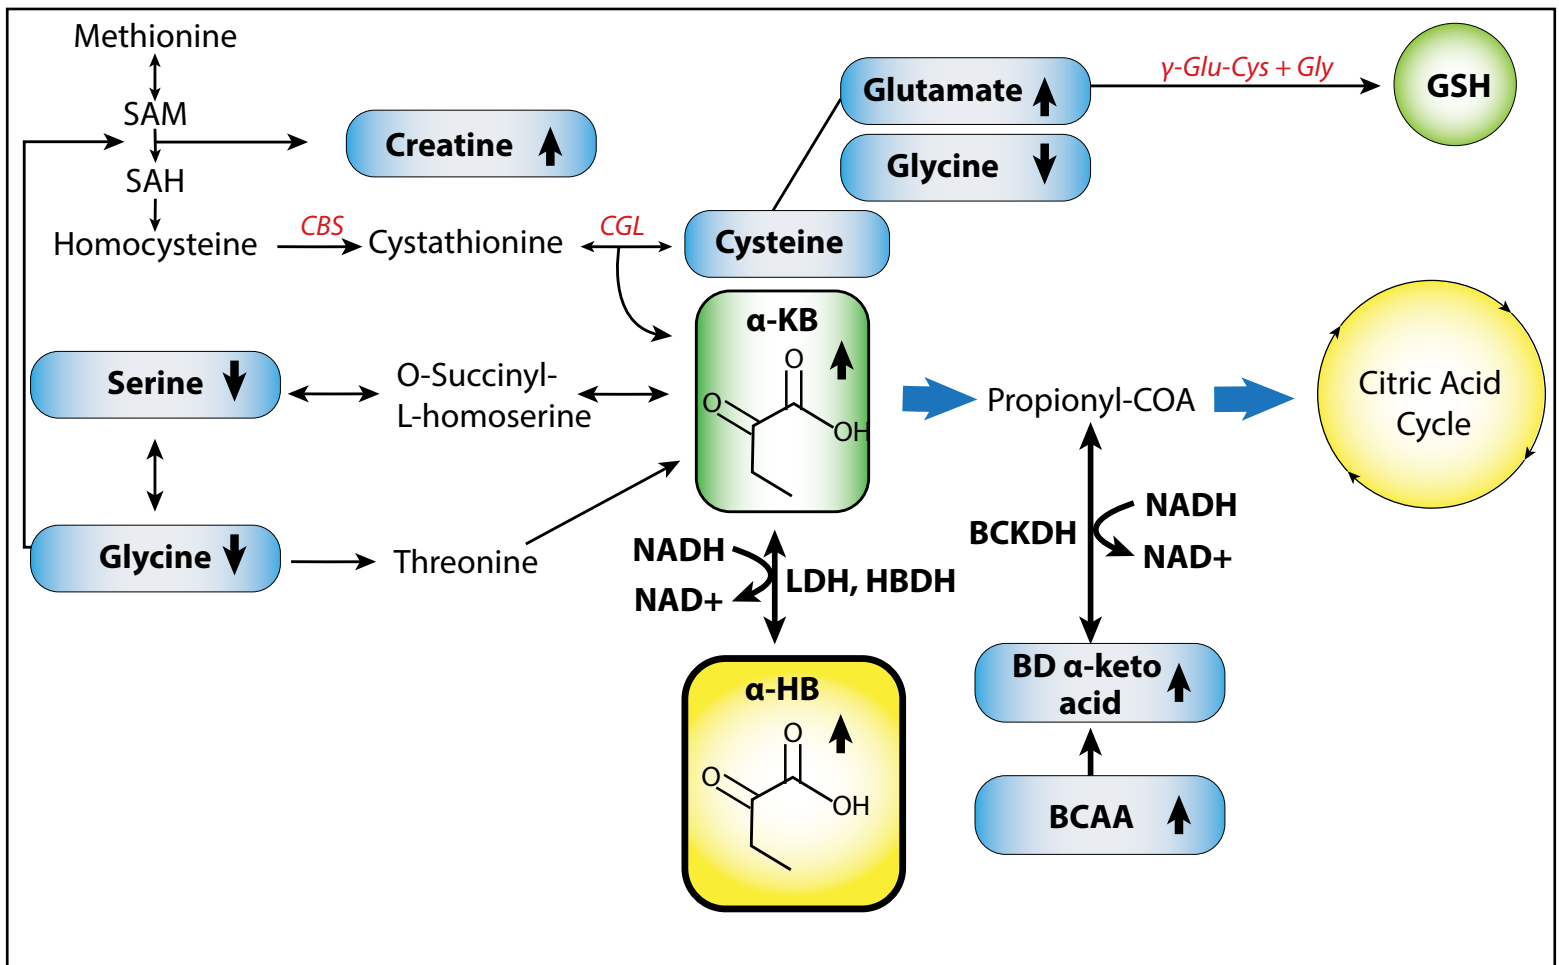 Methionine
SAM
SAH
Homocysteine
CBS
Cystathionine
CGL
Creatine
Glutamate
Glycine
Cysteine
γ-Glu-Cys + Gly
GSH
Serine
O-Succinyl-
L-homoserine
Glycine
Threonine
α-KB
O
O
OH
Propionyl-COA
Citric Acid
Cycle
NADH
NAD+
LDH, HBDH
BCKDH
NADH
NAD+
α-HB
O
O
OH
BD α-keto
acid
BCAA